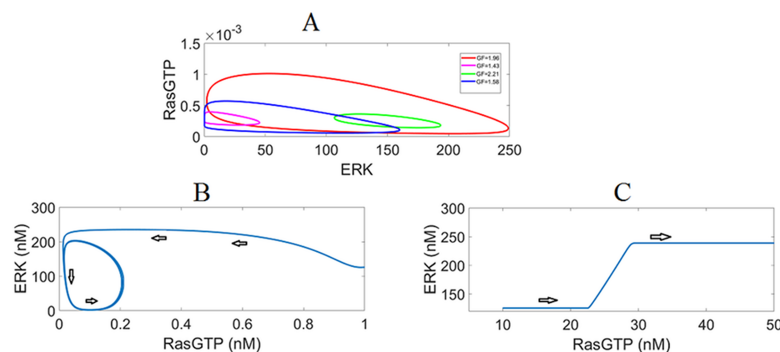 A
×10⁻³
1.5
1
0.5
0
RasGTP
GF=1.96
GF=1.43
GF=2.21
GF=1.58
0 50 100 150 200 250
ERK
B
300
200
100
0
ERK (nM)
0 0.2 0.4 0.6 0.8 1
RasGTP (nM)
C
300
250
200
150
ERK (nM)
0 10 20 30 40 50
RasGTP (nM)